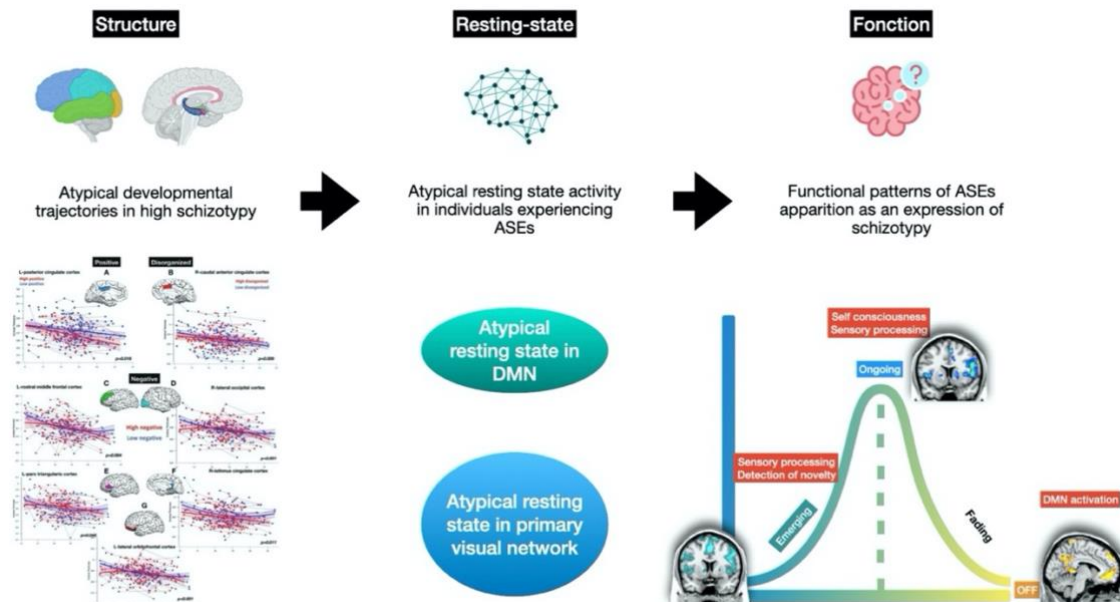 Structure
Resting-state
Fonction
?
Atypical developmental
trajectories in high schizotypy
Atypical resting state activity
in individuals experiencing
ASEs
Functional patterns of ASEs
apparition as an expression of
schizotypy
Positive
Disorganized
L-posterior cingulate cortex
A
B
R-caudal anterior cingulate cortex
High positive
Low positive
High disorganized
Low disorganized
L-rostral middle frontal cortex
C
Negative
D
R-lateral occipital cortex
High negative
Low negative
L-pars triangularis cortex
E
F
R-isthmus cingulate cortex
G
L-lateral orbitofrontal cortex
Atypical
resting state in
DMN
Atypical resting
state in primary
visual network
Self consciousness
Sensory processing
Ongoing
Sensory processing
Detection of novelty
Emerging
Fading
DMN activation
OFF